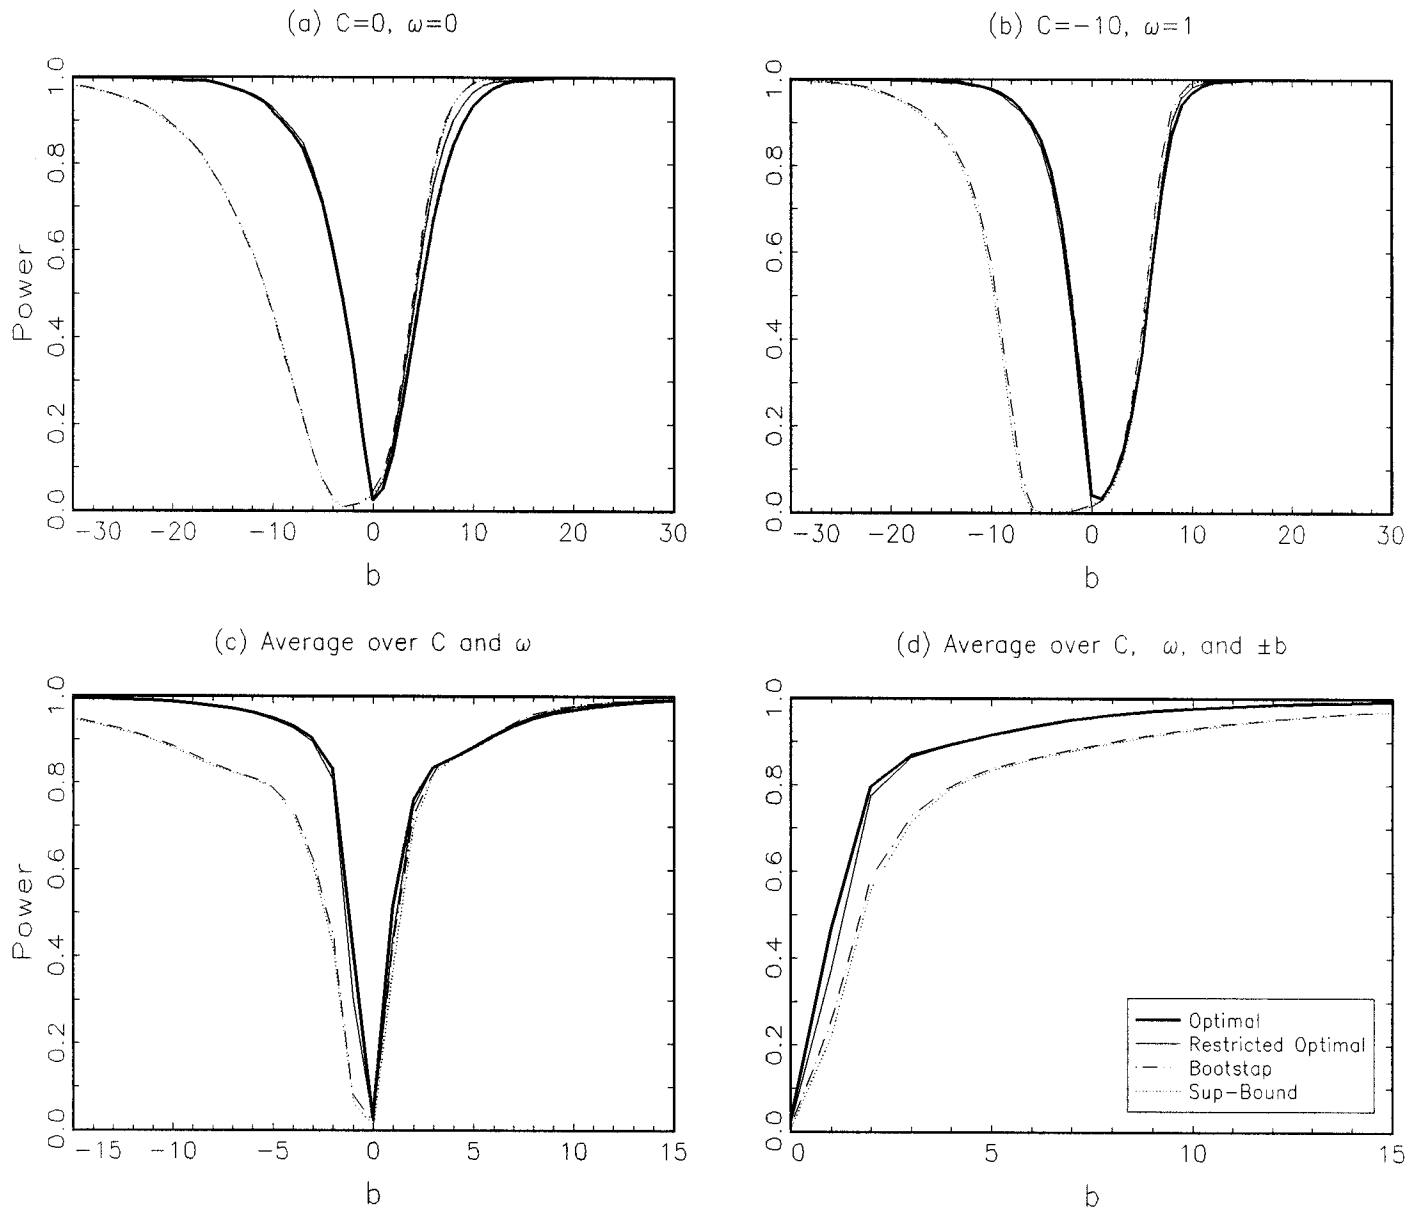 (a) C=0, ω=0
(b) C=−10, ω=1
Power
1.0
0.8
0.6
0.4
0.2
0.0
−30 −20 −10 0 10 20 30
b
1.0
0.8
0.6
0.4
0.2
0.0
−30 −20 −10 0 10 20 30
b
(c) Average over C and ω
(d) Average over C, ω, and ±b
Power
1.0
0.8
0.6
0.4
0.2
0.0
−15 −10 −5 0 5 10 15
b
1.0
0.8
0.6
0.4
0.2
0.0
0 5 10 15
b
Optimal
Restricted Optimal
Bootstap
Sup−Bound